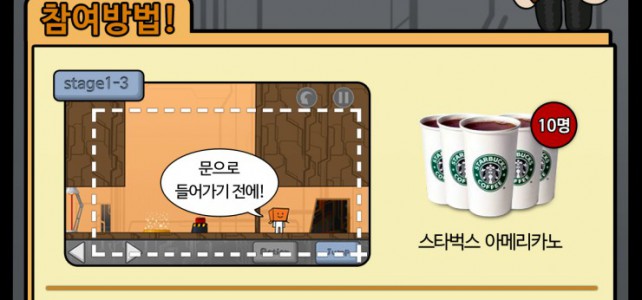 참여방법!
stage1-3
문으로
들어가기 전에!
10명
STARBUCKS
COFFEE
스타벅스 아메리카노